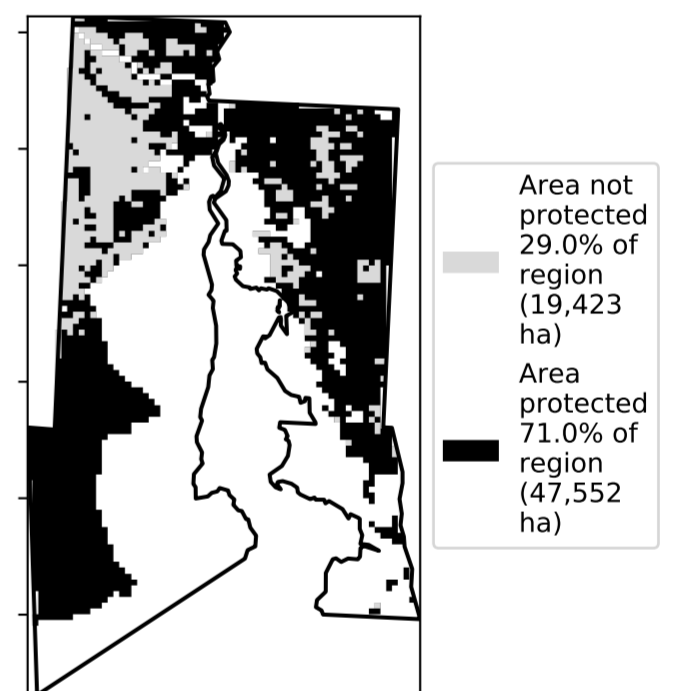 Area not
protected
29.0% of
region
(19,423
ha)
Area
protected
71.0% of
region
(47,552
ha)